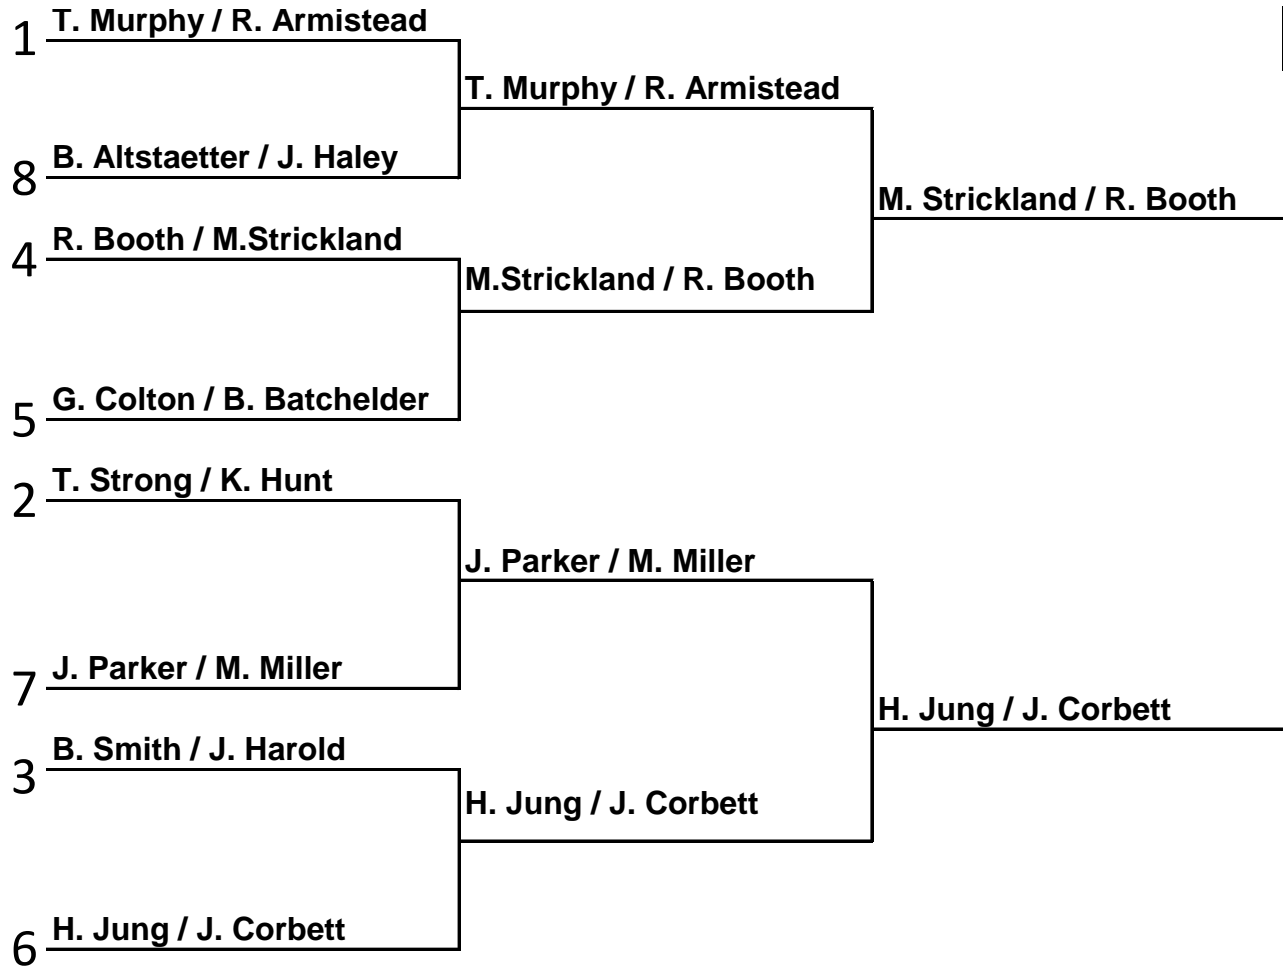 1 T. Murphy / R. Armistead
T. Murphy / R. Armistead
8 B. Altstaetter / J. Haley
M. Strickland / R. Booth
4 R. Booth / M.Strickland
M.Strickland / R. Booth
5 G. Colton / B. Batchelder
2 T. Strong / K. Hunt
J. Parker / M. Miller
7 J. Parker / M. Miller
H. Jung / J. Corbett
3 B. Smith / J. Harold
H. Jung / J. Corbett
6 H. Jung / J. Corbett